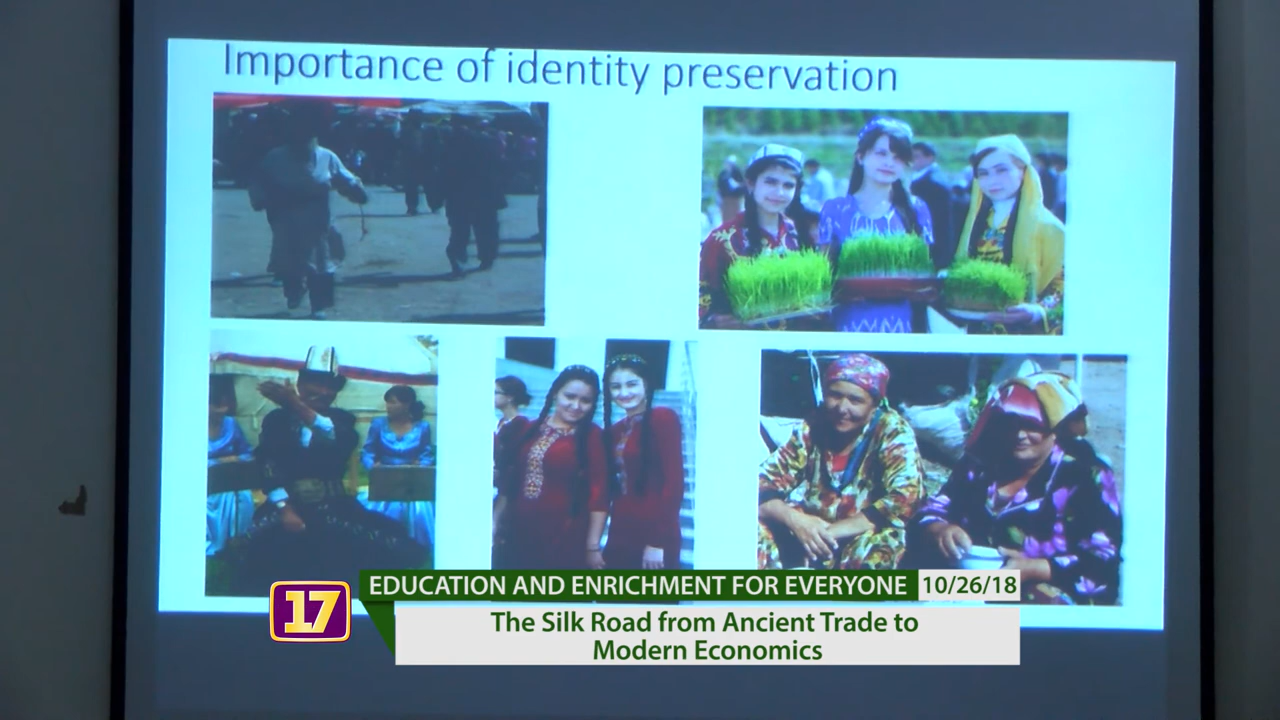 Importance of identity preservation
17
EDUCATION AND ENRICHMENT FOR EVERYONE 10/26/18
The Silk Road from Ancient Trade to
Modern Economics